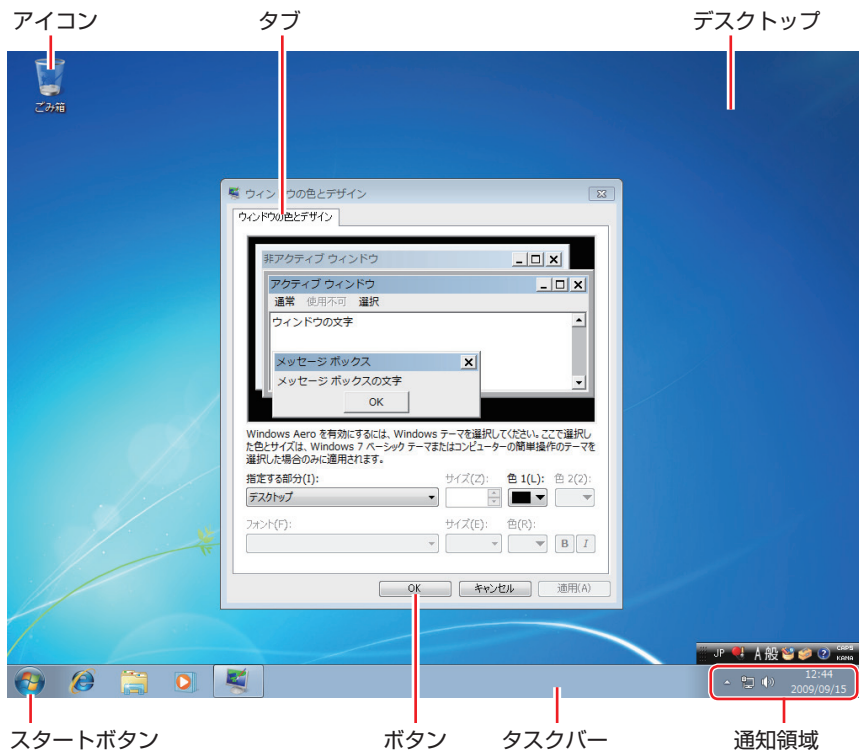 アイコン
タブ
デスクトップ
ごみ箱
ウィンドウの色とデザイン
ウィンドウの色とデザイン
非アクティブ ウィンドウ
アクティブ ウィンドウ
通常 使用不可 選択
ウィンドウの文字
メッセージ ボックス
メッセージ ボックスの文字
OK
Windows Aero を有効にするには、Windows テーマを選択してください。ここで選択し
た色とサイズは、Windows 7 ベーシック テーマまたはコンピューターの簡単操作のテーマを
選択した場合のみに適用されます。
指定する部分(I): サイズ(Z): 色 1(L): 色 2(2):
デスクトップ
フォント(F): サイズ(E): 色(R):
B I
OK キャンセル 適用(A)
JP A 般 CAPS
KANA
12:44
2009/09/15
スタートボタン
ボタン
タスクバー
通知領域